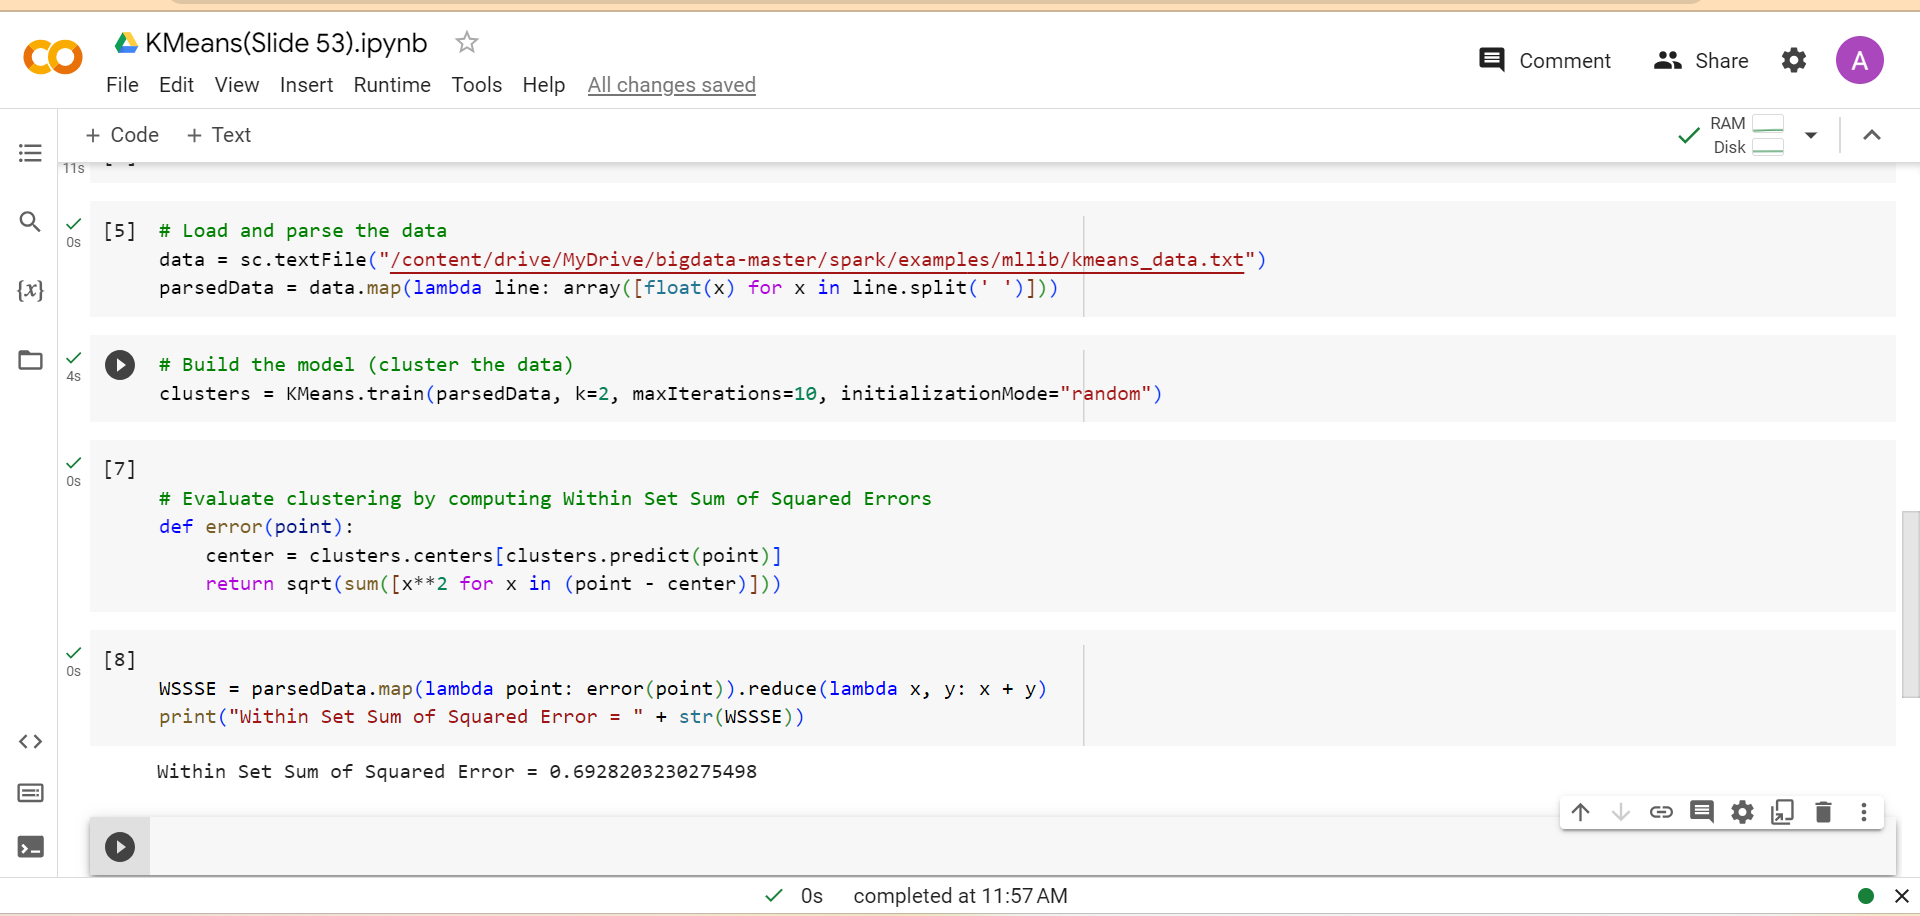 KMeans(Slide 53).ipynb
Comment
Share
A
File Edit View Insert Runtime Tools Help All changes saved
+ Code + Text
RAM
Disk
11s
[5] # Load and parse the data
0s
data = sc.textFile("/content/drive/MyDrive/bigdata-master/spark/examples/mllib/kmeans_data.txt")
parsedData = data.map(lambda line: array([float(x) for x in line.split(' ')]))
# Build the model (cluster the data)
4s
clusters = KMeans.train(parsedData, k=2, maxIterations=10, initializationMode="random")
[7]
0s
# Evaluate clustering by computing Within Set Sum of Squared Errors
def error(point):
    center = clusters.centers[clusters.predict(point)]
    return sqrt(sum([x**2 for x in (point - center)]))
[8]
0s
WSSSE = parsedData.map(lambda point: error(point)).reduce(lambda x, y: x + y)
print("Within Set Sum of Squared Error = " + str(WSSSE))
Within Set Sum of Squared Error = 0.6928203230275498
0s completed at 11:57 AM